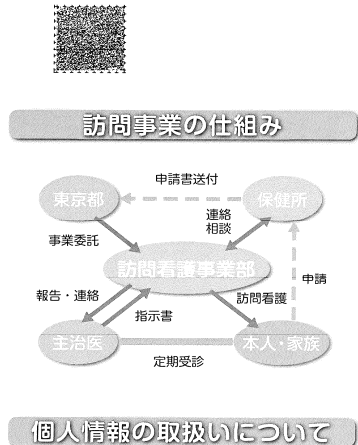 訪問事業の仕組み
申請書送付
東京都
保健所
連絡
相談
事業委託
訪問看護事業部
申請
報告・連絡
訪問看護
指示書
主治医
本人・家族
定期受診
個人情報の取扱いについて